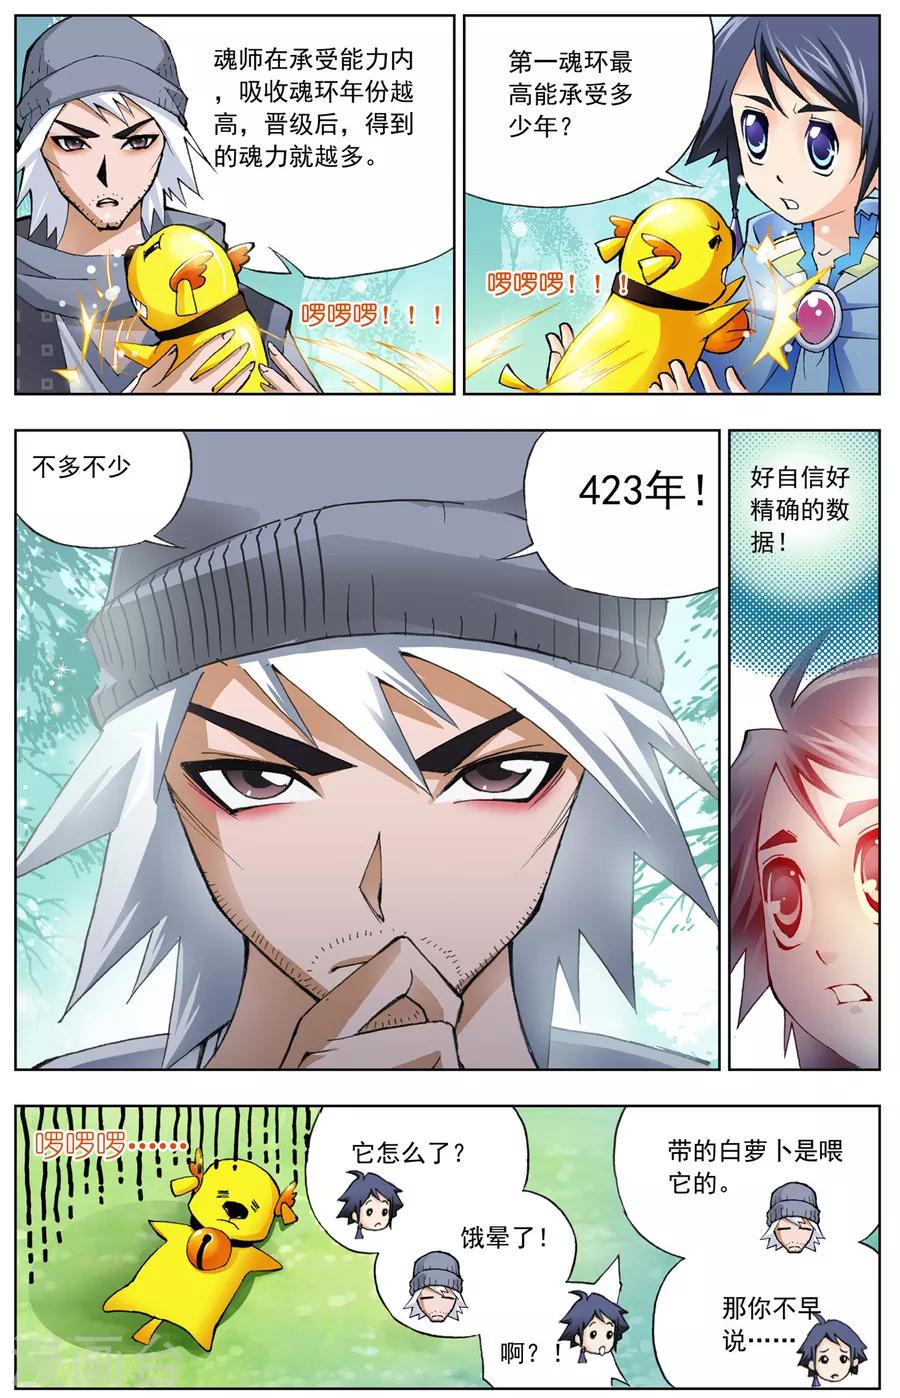 魂师在承受能力内
，吸收魂环年份越
高，晋级后，得到
的魂力就越多。
啰啰啰！！！
第一魂环最
高能承受多
少年？
啰啰啰！！！
不多不少
423年！
好自信好
精确的数
据！
啰啰啰……
它怎么了？
饿晕了！
啊？！
带的白萝卜是喂
它的。
那你不早
说……
漫画台